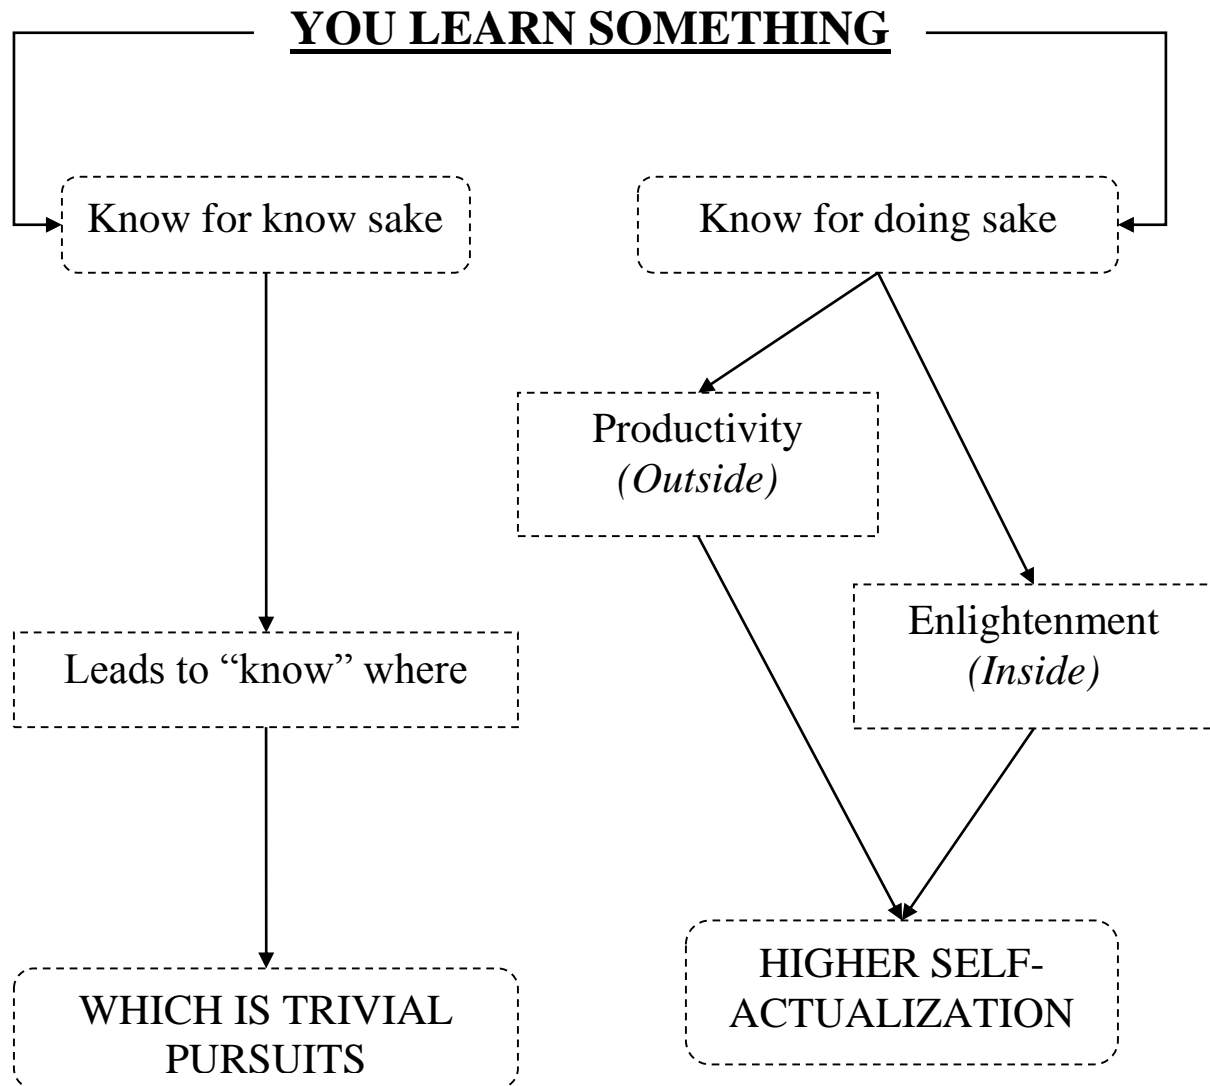 YOU LEARN SOMETHING
Know for know sake
Know for doing sake
Productivity
(Outside)
Enlightenment
(Inside)
Leads to “know” where
HIGHER SELF-
ACTUALIZATION
WHICH IS TRIVIAL
PURSUITS